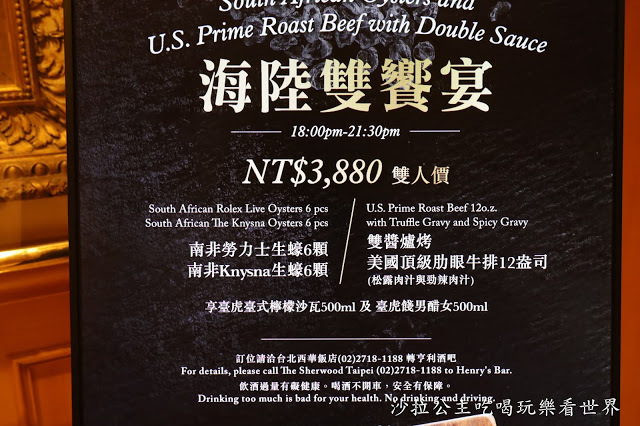 South African Oysters and
U.S. Prime Roast Beef with Double Sauce
海陸雙饗宴
18:00pm-21:30pm
NT$3,880 雙人價
South African Rolex Live Oysters 6 pcs
South African The Knysna Oysters 6 pcs
南非勞力士生蠔6顆
南非Knysna生蠔6顆
U.S. Prime Roast Beef 12o.z.
with Truffle Gravy and Spicy Gravy
雙醬爐烤
美國頂級肋眼牛排12盎司
(松露肉汁與勁辣肉汁)
享臺虎臺式檸檬沙瓦500ml 及 臺虎餞男醋女500ml
訂位請洽台北西華飯店(02)2718-1188 轉亨利酒吧
For details, please call The Sherwood Taipei (02)2718-1188 to Henry's Bar.
飲酒過量有礙健康。喝酒不開車，安全有保障。
Drinking too much is bad for your health. No drinking and driving.
沙拉公主吃喝玩樂看世界